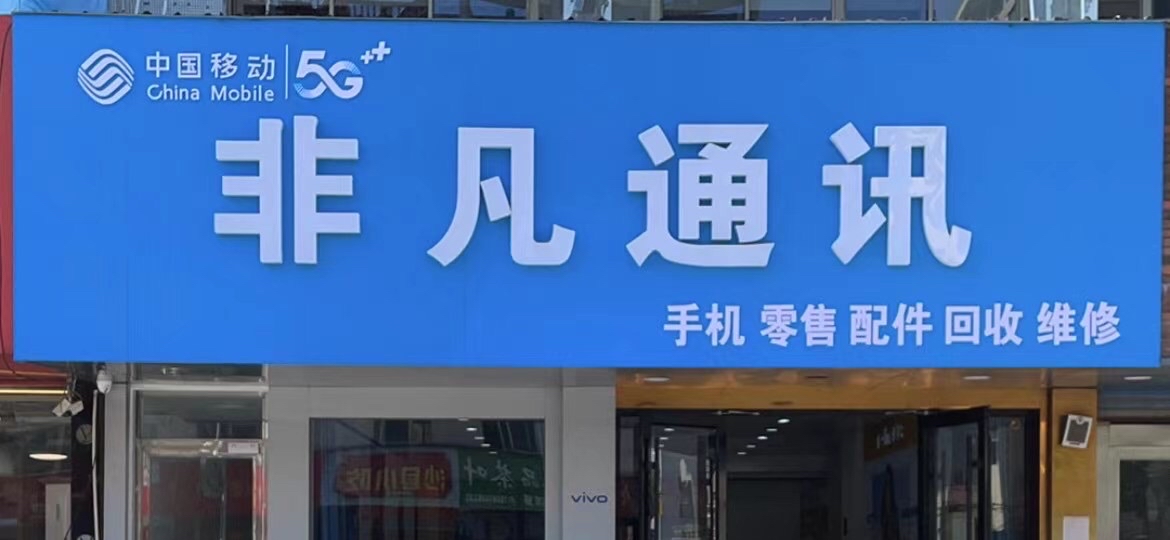 中国移动 5G++
China Mobile
非凡通讯
手机 零售 配件 回收 维修
vivo